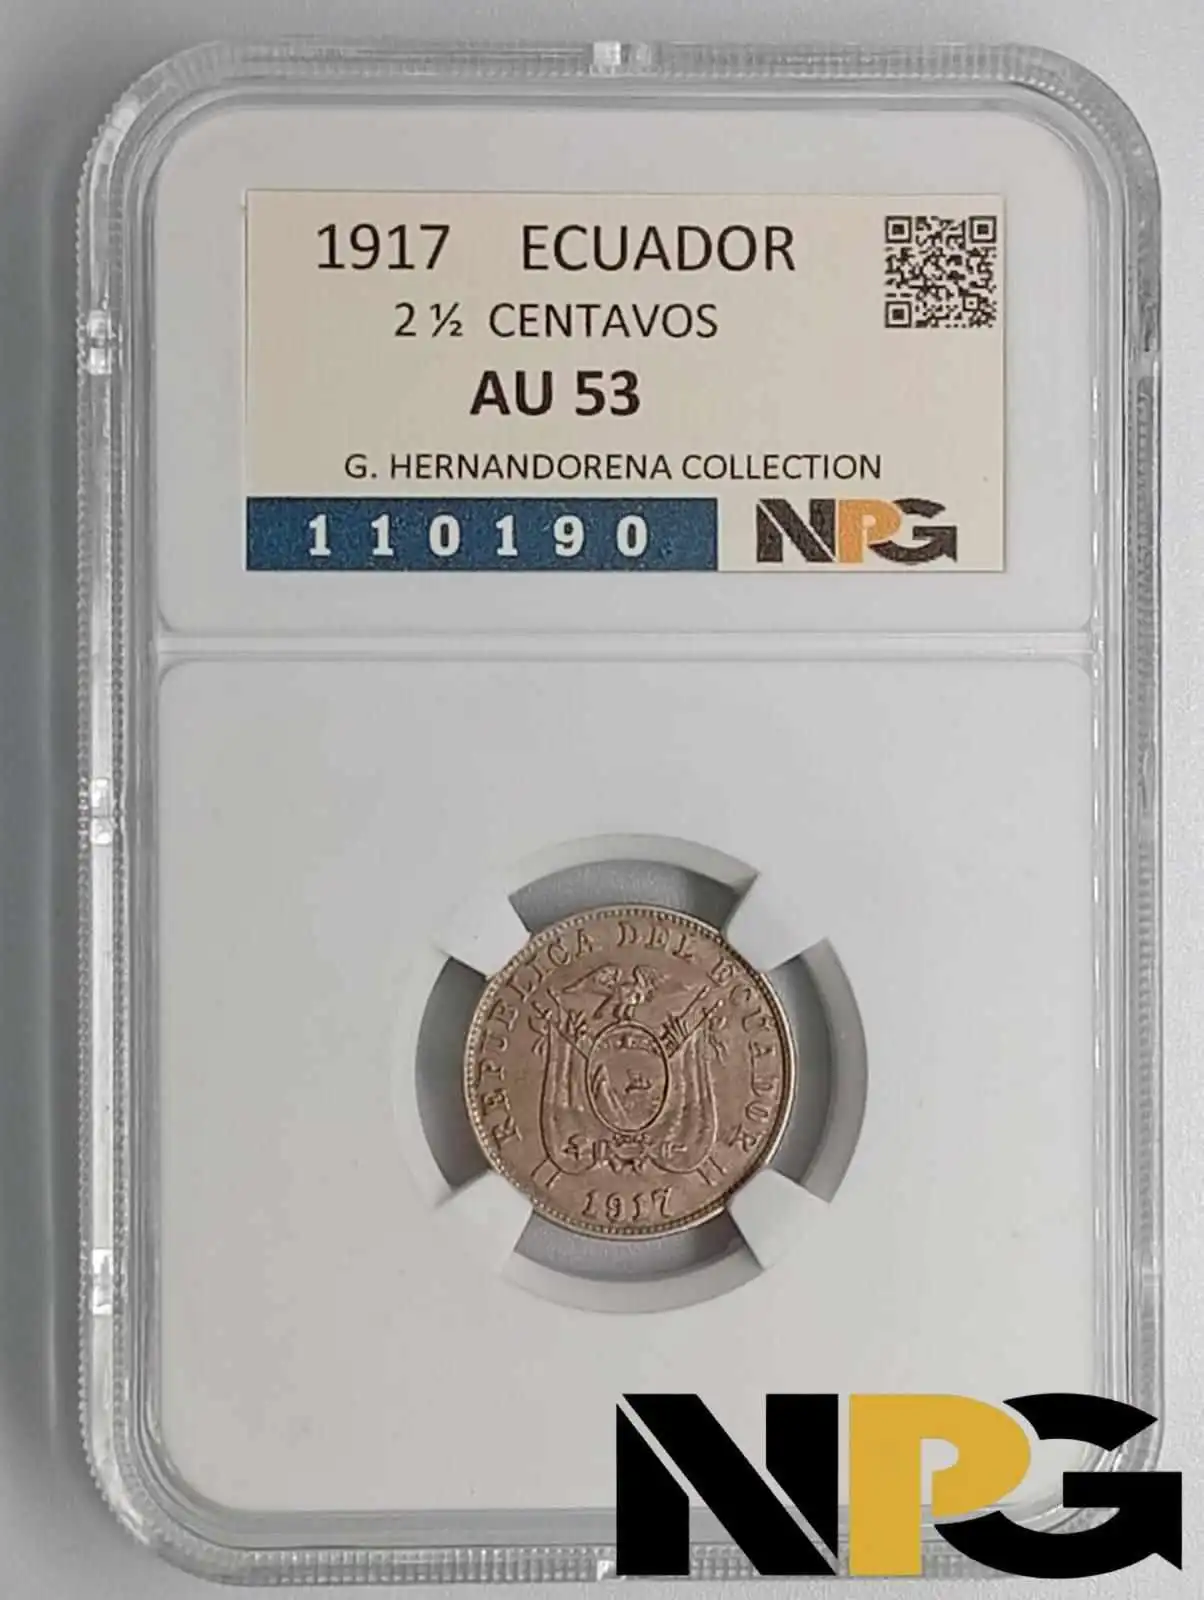 1917 ECUADOR
2 ½ CENTAVOS
AU 53
G. HERNANDORENA COLLECTION
110190 NPG
REPUBLICA DEL ECUADOR
1917
NPG